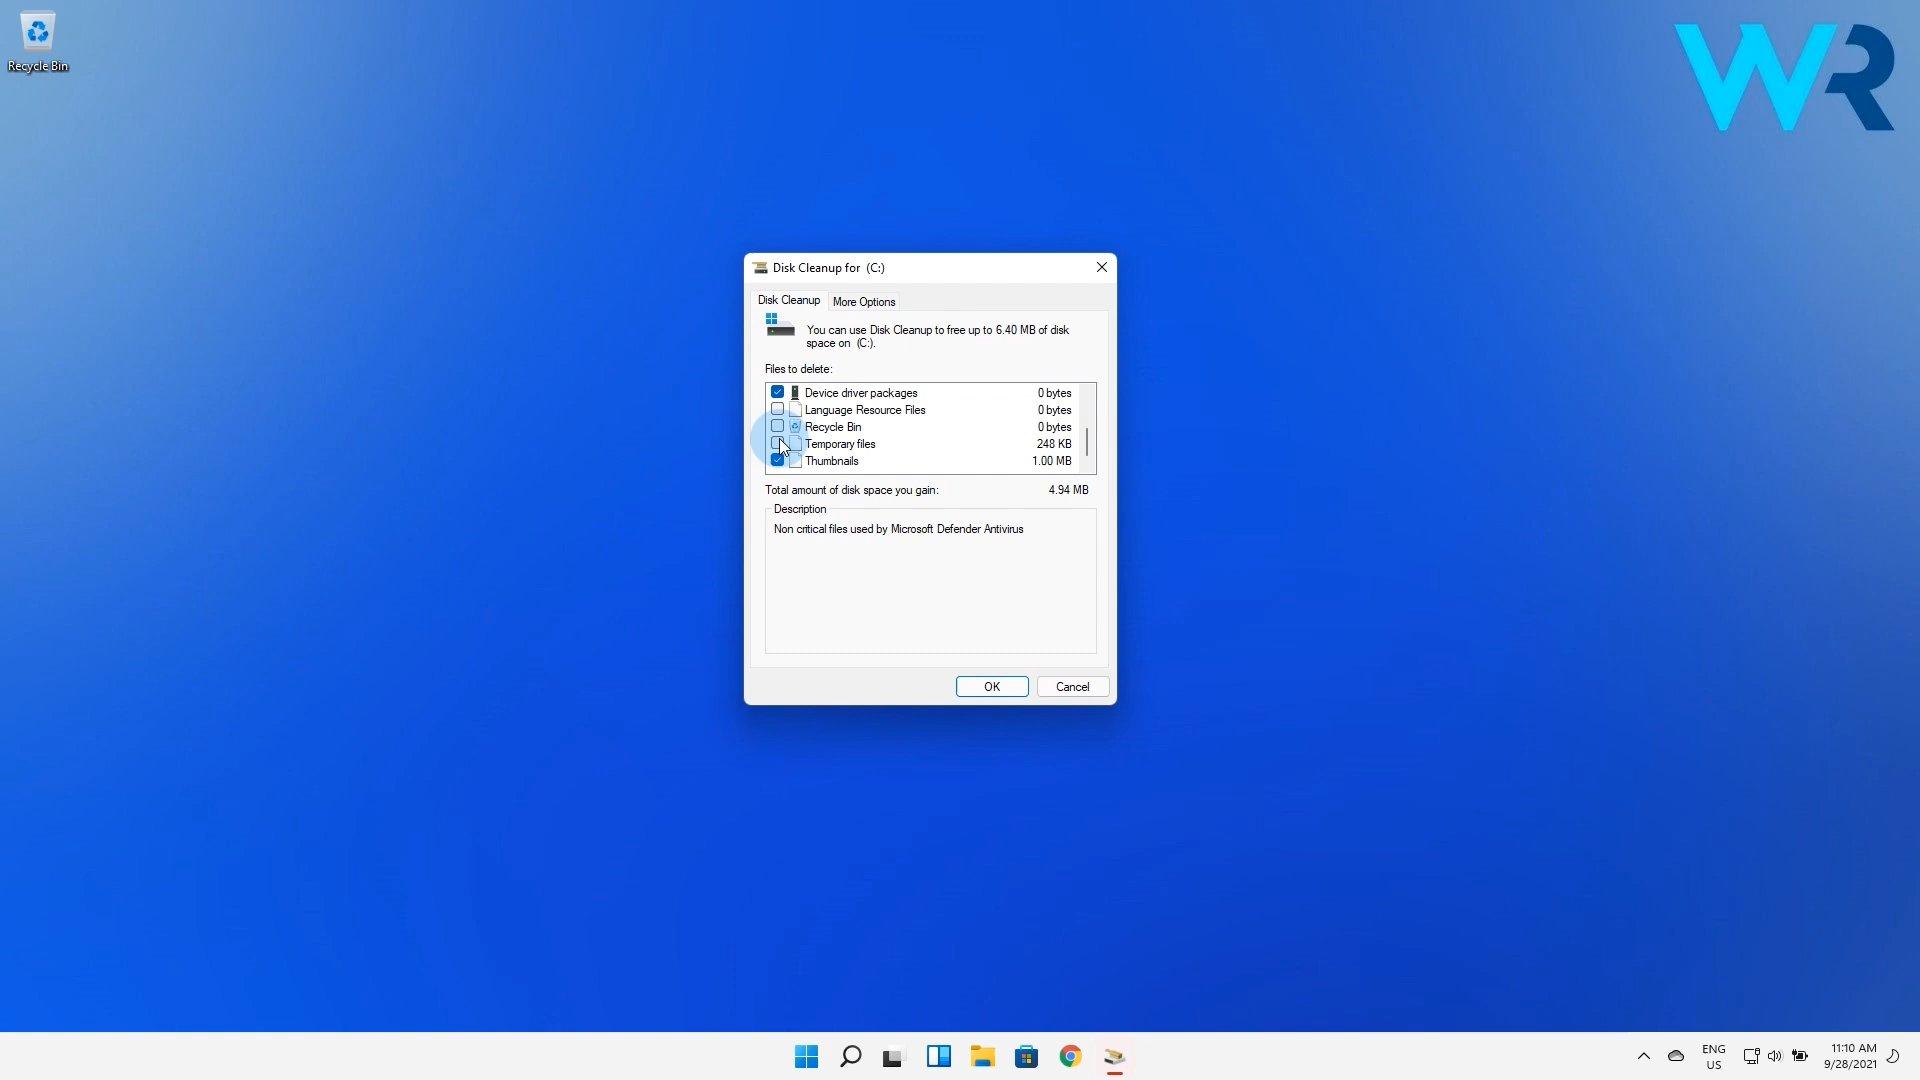 Recycle Bin
WR
Disk Cleanup for (C:)
Disk Cleanup
More Options
You can use Disk Cleanup to free up to 6.40 MB of disk
space on (C:).
Files to delete:
Device driver packages 0 bytes
Language Resource Files 0 bytes
Recycle Bin 0 bytes
Temporary files 248 KB
Thumbnails 1.00 MB
Total amount of disk space you gain: 4.94 MB
Description
Non critical files used by Microsoft Defender Antivirus
OK
Cancel
ENG
US
11:10 AM
9/28/2021